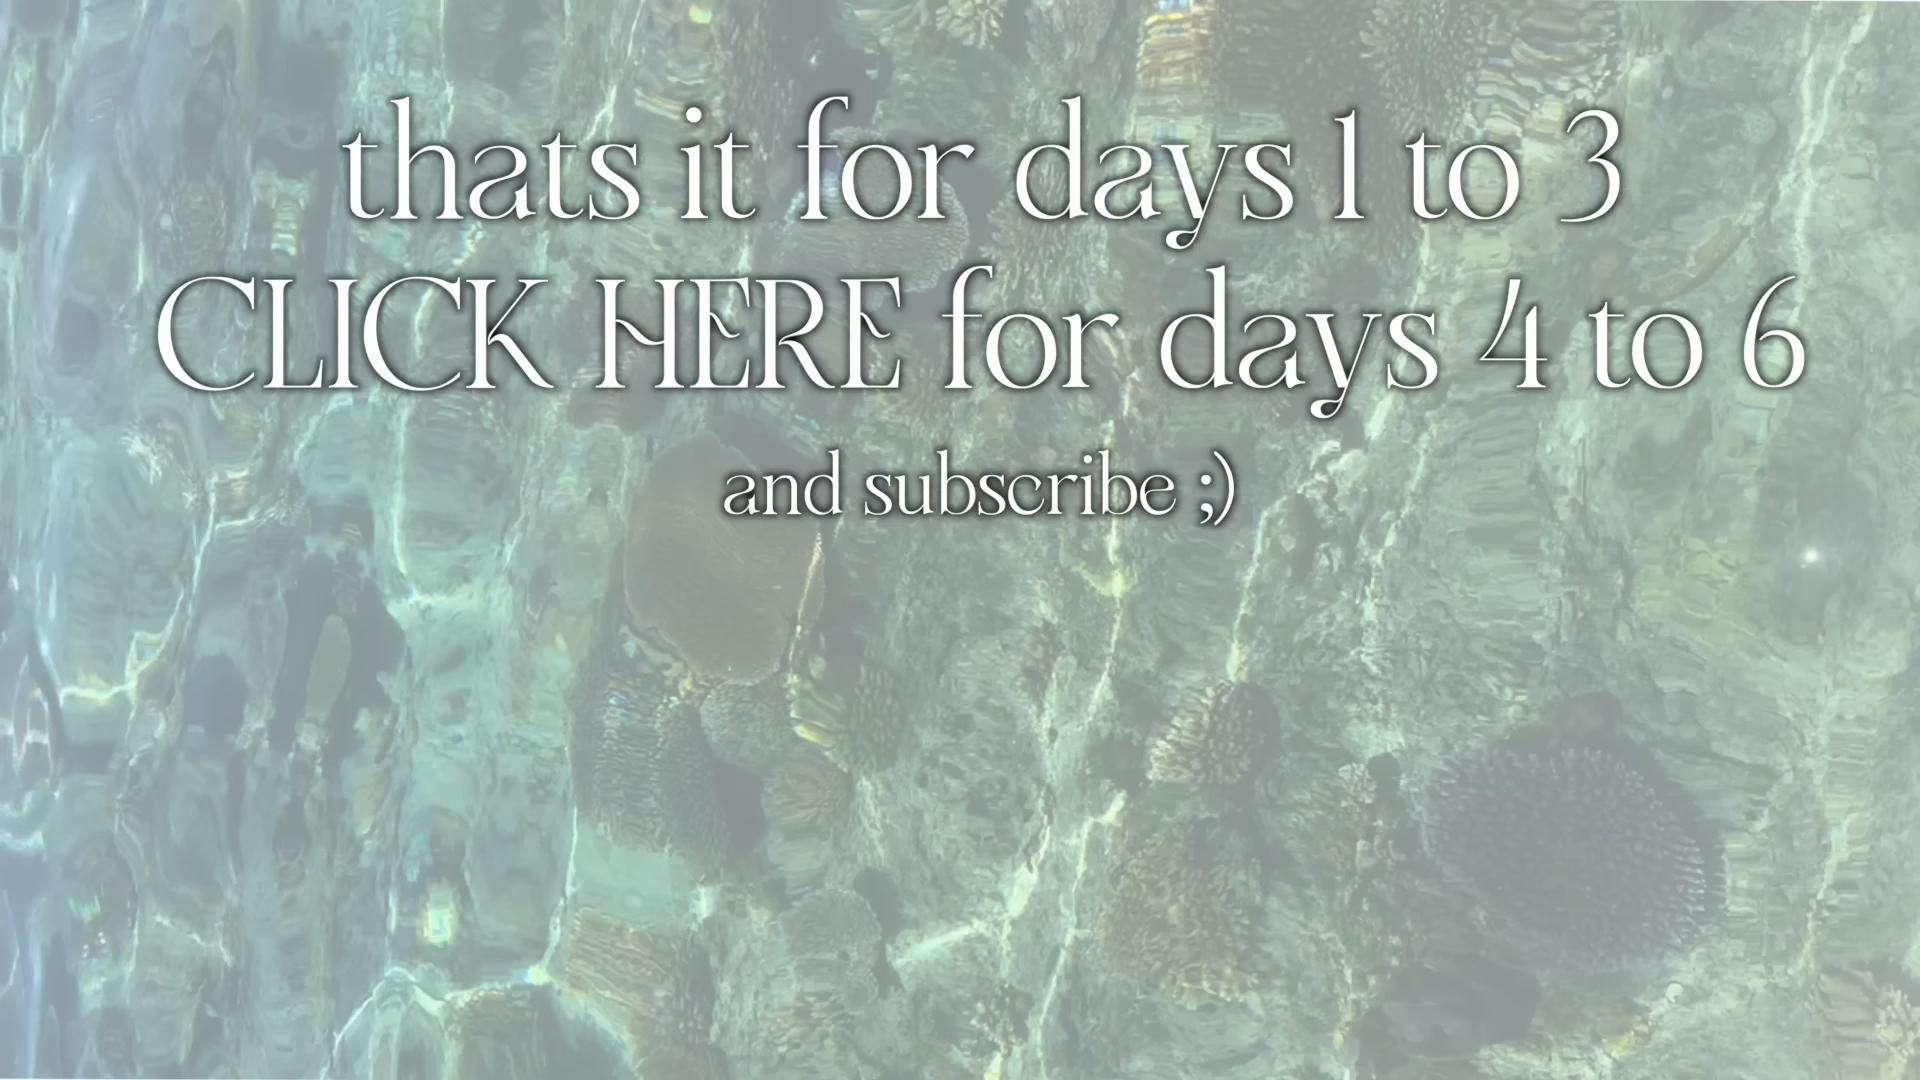 thats it for days 1 to 3
CLICK HERE for days 4 to 6
and subscribe ;)